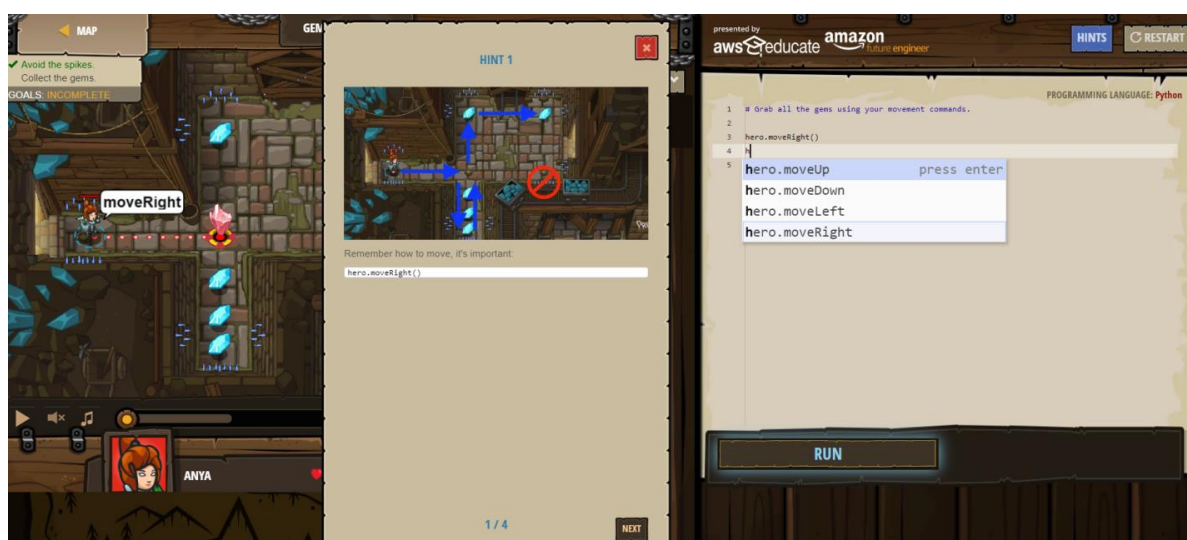 MAP
GEM
Avoid the spikes.
Collect the gems.
GOALS: INCOMPLETE
moveRight
ANYA
HINT 1
×
Remember how to move, it's important:
hero.moveRight()
1 / 4
NEXT
presented by
aws educate
amazon
future engineer
HINTS
RESTART
PROGRAMMING LANGUAGE: Python
1 # Grab all the gems using your movement commands.
2
3 hero.moveRight()
4 h
5
hero.moveUp press enter
hero.moveDown
hero.moveLeft
hero.moveRight
RUN